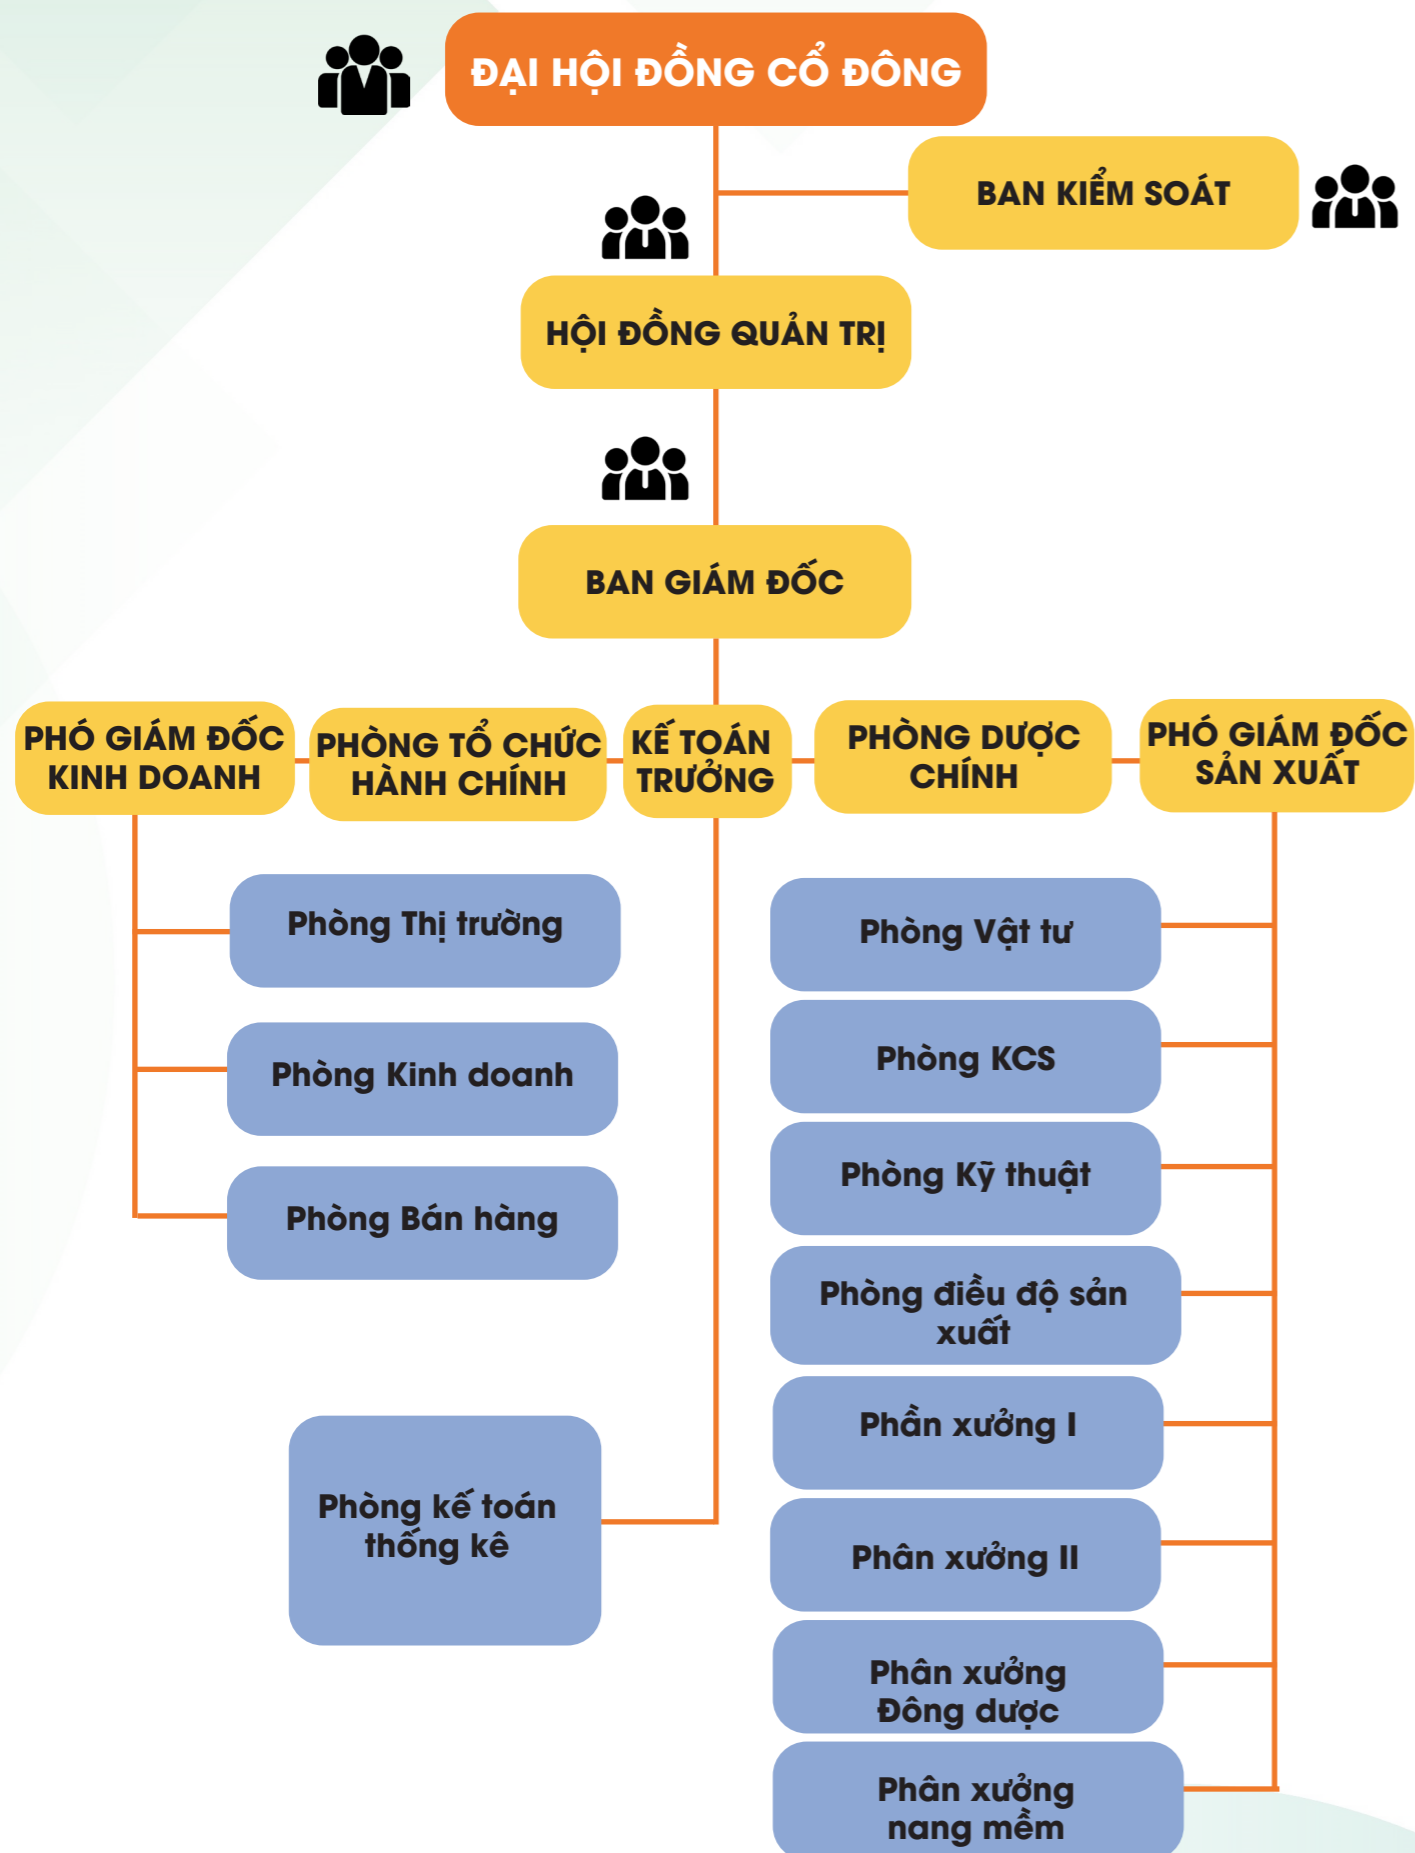 ĐẠI HỘI ĐỒNG CỔ ĐÔNG
BAN KIỂM SOÁT
HỘI ĐỒNG QUẢN TRỊ
BAN GIÁM ĐỐC
PHÓ GIÁM ĐỐC
KINH DOANH
PHÒNG TỔ CHỨC
HÀNH CHÍNH
KẾ TOÁN
TRƯỞNG
PHÒNG DƯỢC
CHÍNH
PHÓ GIÁM ĐỐC
SẢN XUẤT
Phòng Thị trường
Phòng Kinh doanh
Phòng Bán hàng
Phòng kế toán
thống kê
Phòng Vật tư
Phòng KCS
Phòng Kỹ thuật
Phòng điều độ sản
xuất
Phần xưởng I
Phân xưởng II
Phân xưởng
Đông dược
Phân xưởng
nang mềm